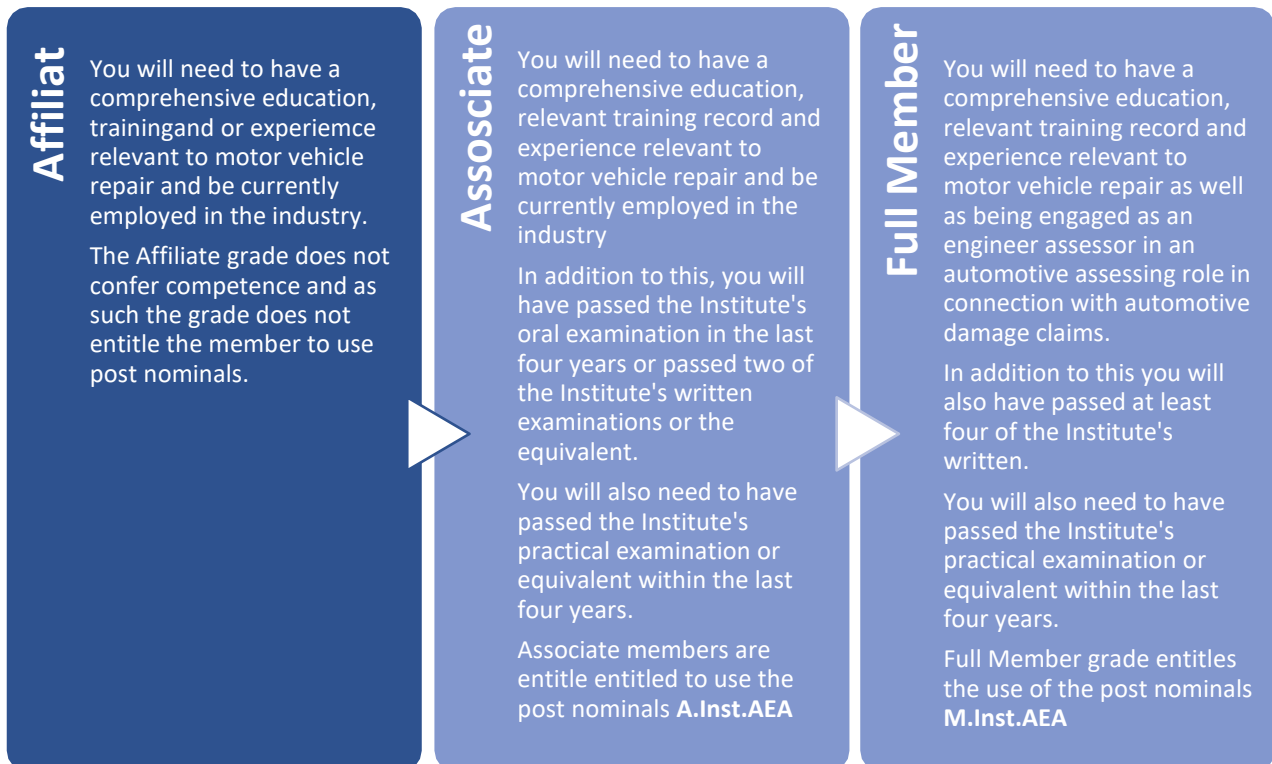 Affiliat
You will need to have a
comprehensive education,
trainingand or experiemce
relevant to motor vehicle
repair and be currently
employed in the industry.
The Affiliate grade does not
confer competence and as
such the grade does not
entitle the member to use
post nominals.
Assosciate
You will need to have a
comprehensive education,
relevant training record and
experience relevant to
motor vehicle repair and be
currently employed in the
industry
In addition to this, you will
have passed the Institute's
oral examination in the last
four years or passed two of
the Institute's written
examinations or the
equivalent.
You will also need to have
passed the Institute's
practical examination or
equivalent within the last
four years.
Associate members are
entitle entitled to use the
post nominals A.Inst.AEA
Full Member
You will need to have a
comprehensive education,
relevant training record and
experience relevant to
motor vehicle repair as well
as being engaged as an
engineer assessor in an
automotive assessing role in
connection with automotive
damage claims.
In addition to this you will
also have passed at least
four of the Institute's
written.
You will also need to have
passed the Institute's
practical examination or
equivalent within the last
four years.
Full Member grade entitles
the use of the post nominals
M.Inst.AEA